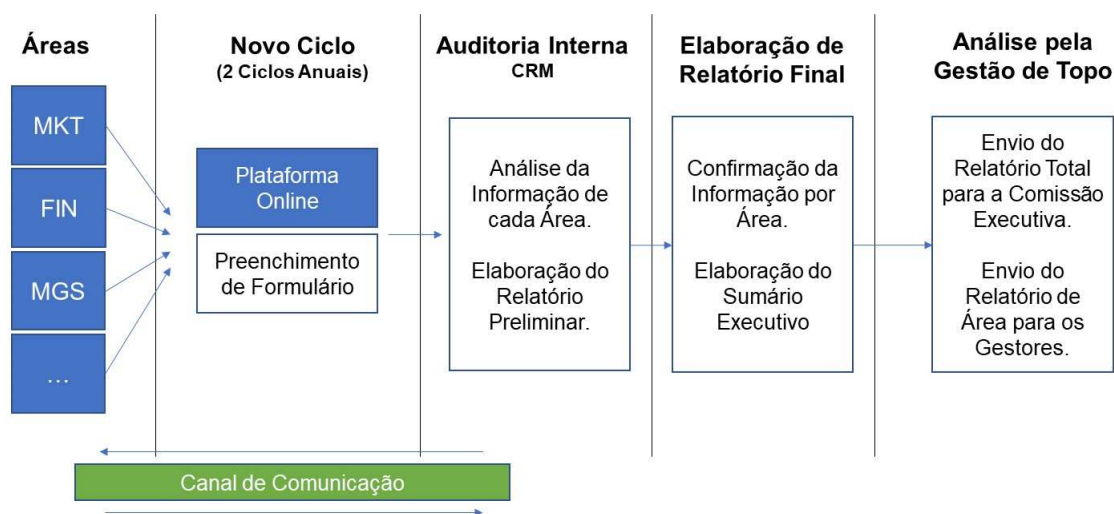 Áreas
MKT
FIN
MGS
...
Novo Ciclo
(2 Ciclos Anuais)
Plataforma
Online
Preenchimento
de Formulário
Auditoria Interna
CRM
Análise da
Informação de
cada Área.
Elaboração do
Relatório
Preliminar.
Elaboração de
Relatório Final
Confirmação da
Informação por
Área.
Elaboração do
Sumário
Executivo
Análise pela
Gestão de Topo
Envio do
Relatório Total
para a Comissão
Executiva.
Envio do
Relatório de
Área para os
Gestores.
Canal de Comunicação